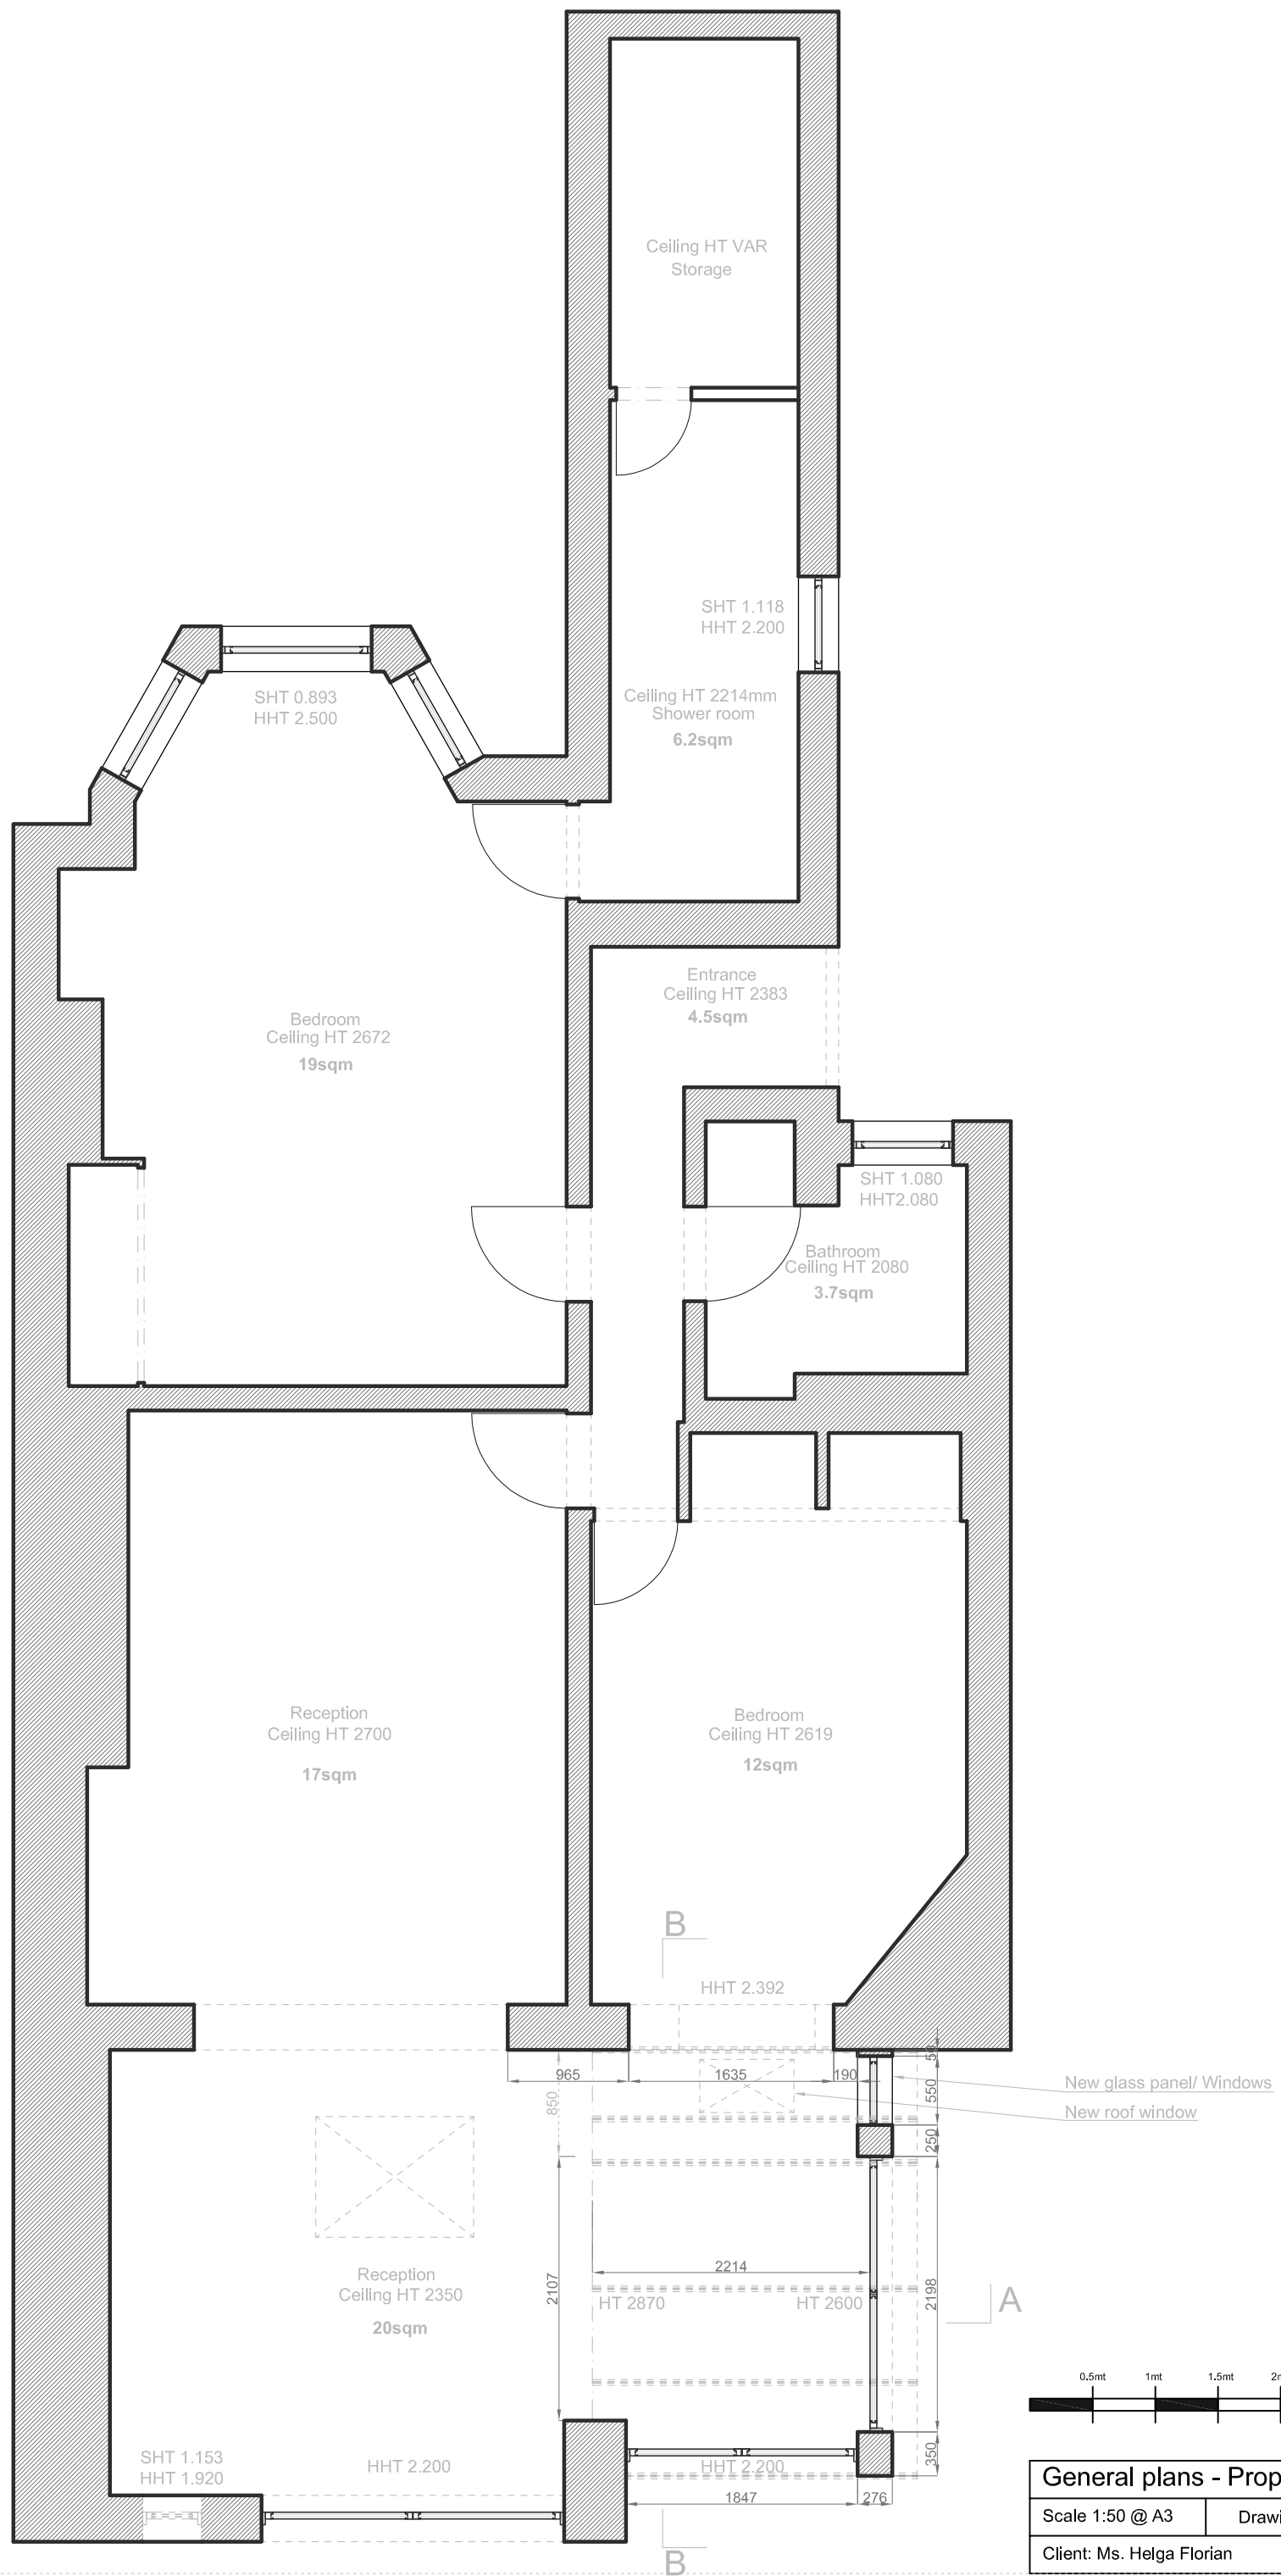 Ceiling HT VAR
Storage
SHT 1.118
HHT 2.200
SHT 0.893
HHT 2.500
Ceiling HT 2214mm
Shower room
6.2sqm
Entrance
Ceiling HT 2383
4.5sqm
Bedroom
Ceiling HT 2672
19sqm
SHT 1.080
HHT2.080
Bathroom
Ceiling HT 2080
3.7sqm
Reception
Ceiling HT 2700
17sqm
Bedroom
Ceiling HT 2619
12sqm
B
HHT 2.392
965
1635
190
50
550
850
250
New glass panel/ Windows
New roof window
2107
2214
2198
HT 2870
HT 2600
A
Reception
Ceiling HT 2350
20sqm
0.5mt
1mt
1.5mt
SHT 1.153
HHT 1.920
HHT 2.200
HHT 2.200
350
1847
276
B
General plans - Prop
Scale 1:50 @ A3
Drawi
Client: Ms. Helga Florian